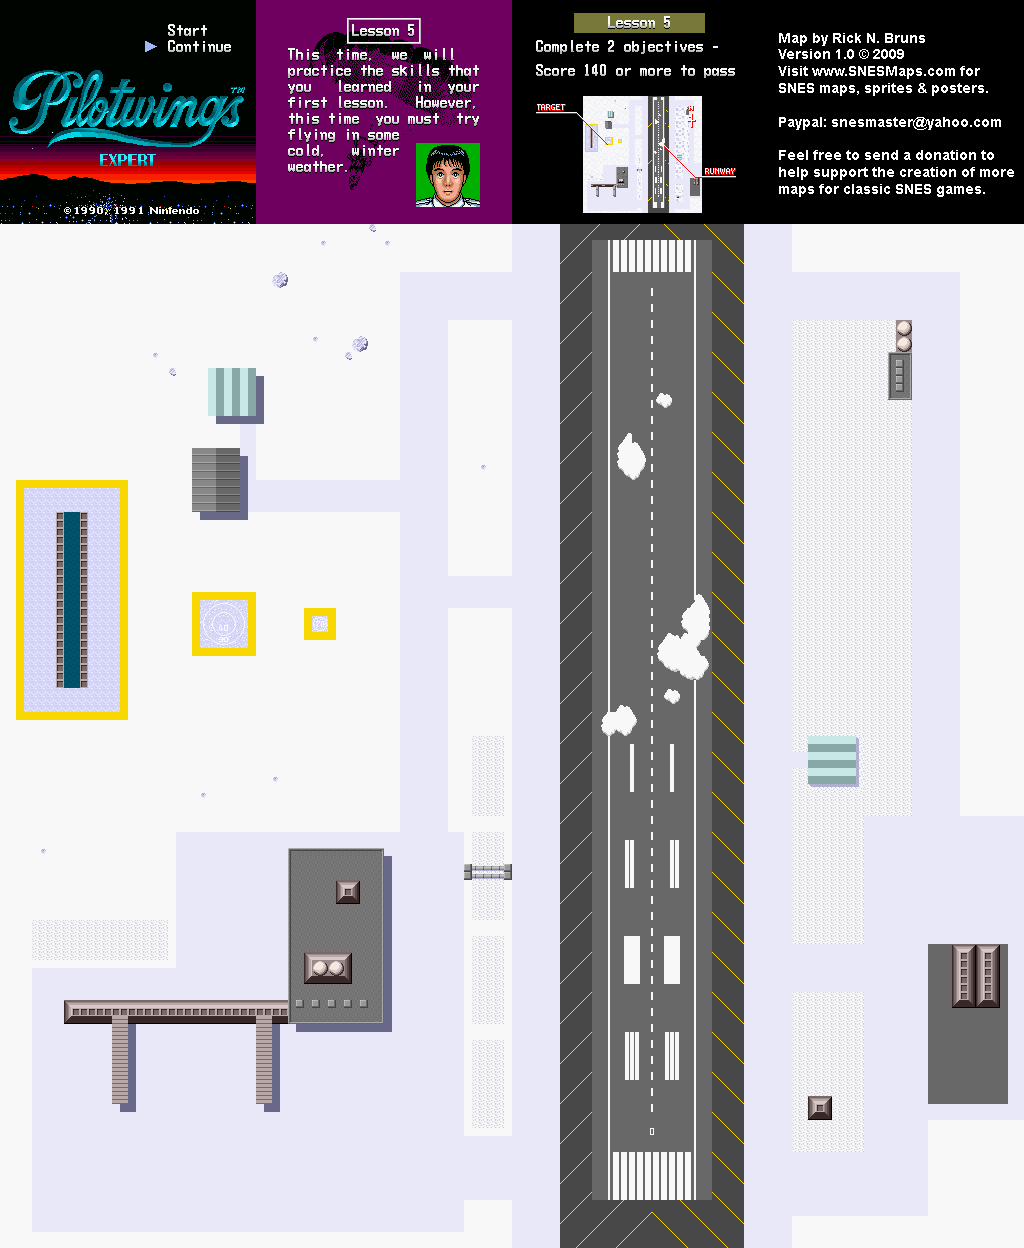 Start
Continue
Pilotwings™
EXPERT
© 1990, 1991 Nintendo
Lesson 5
This time, we will
practice the skills that
you learned in your
first lesson. However,
this time you must try
flying in some
cold, winter
weather.
Lesson 5
Complete 2 objectives -
Score 140 or more to pass
TARGET
RUNWAY
Map by Rick N. Bruns
Version 1.0 © 2009
Visit www.SNESMaps.com for
SNES maps, sprites & posters.
Paypal: snesmaster@yahoo.com
Feel free to send a donation to
help support the creation of more
maps for classic SNES games.